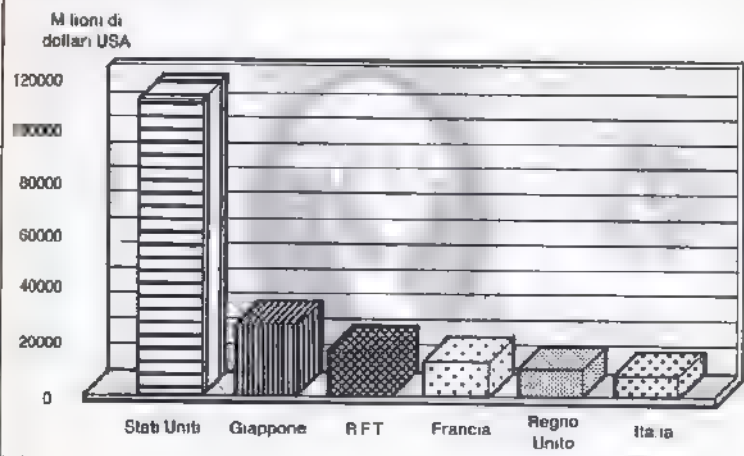 Milioni di
dollari USA
120000
100000
80000
60000
40000
20000
0
Stati Uniti Giappone RFT Francia Regno Unito Italia